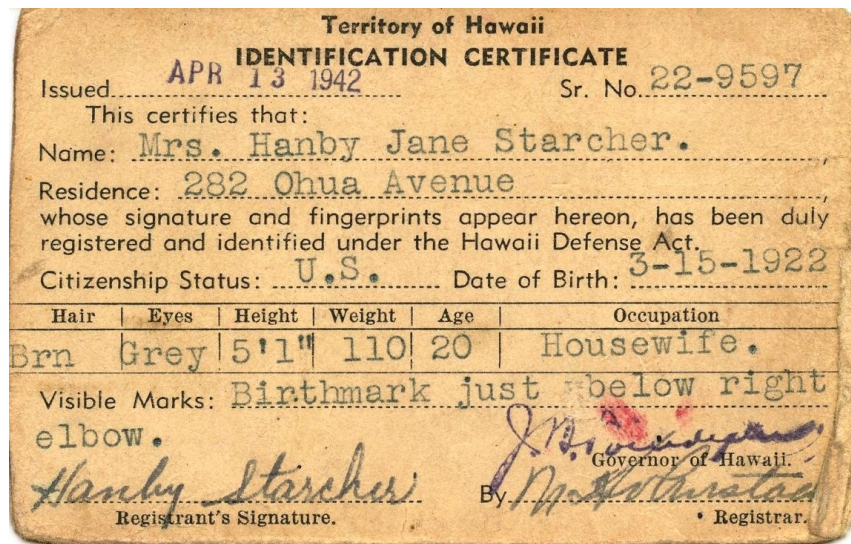 Territory of Hawaii
IDENTIFICATION CERTIFICATE
Issued APR 13 1942 Sr. No. 22-9597
This certifies that:
Name: Mrs. Hanby Jane Starcher.
Residence: 282 Ohua Avenue
whose signature and fingerprints appear hereon, has been duly
registered and identified under the Hawaii Defense Act.
Citizenship Status: U.S. Date of Birth: 3-15-1922
Hair Eyes Height Weight Age Occupation
Brn Grey 5'1" 110 20 Housewife.
Visible Marks: Birthmark just below right
elbow.
Governor of Hawaii.
Hanby Starcher By
Registrant's Signature. Registrar.